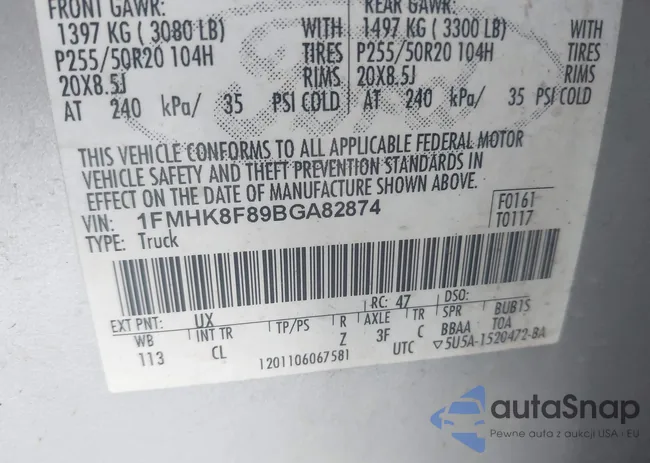 FRONT GAWR: REAR GAWR:
1397 KG ( 3080 LB) WITH 1497 KG ( 3300 LB) WITH
P255/50R20 104H TIRES P255/50R20 104H TIRES
20X8.5J RIMS 20X8.5J RIMS
AT 240 kPa/ 35 PSI COLD AT 240 kPa/ 35 PSI COLD
THIS VEHICLE CONFORMS TO ALL APPLICABLE FEDERAL MOTOR
VEHICLE SAFETY AND THEFT PREVENTION STANDARDS IN
EFFECT ON THE DATE OF MANUFACTURE SHOWN ABOVE.
VIN: 1FMHK8F89BGA82874 F0161
TYPE: Truck T0117
EXT PNT: UX RC: 47 DSO:
WB INT TR TP/PS R AXLE TR SPR BUB1S
113 CL Z 3F C BBAA TOA
1201106067581 UTC ▽5U5A-1520472-BA
autaSnap
Pewne auta z aukcji USA i EU